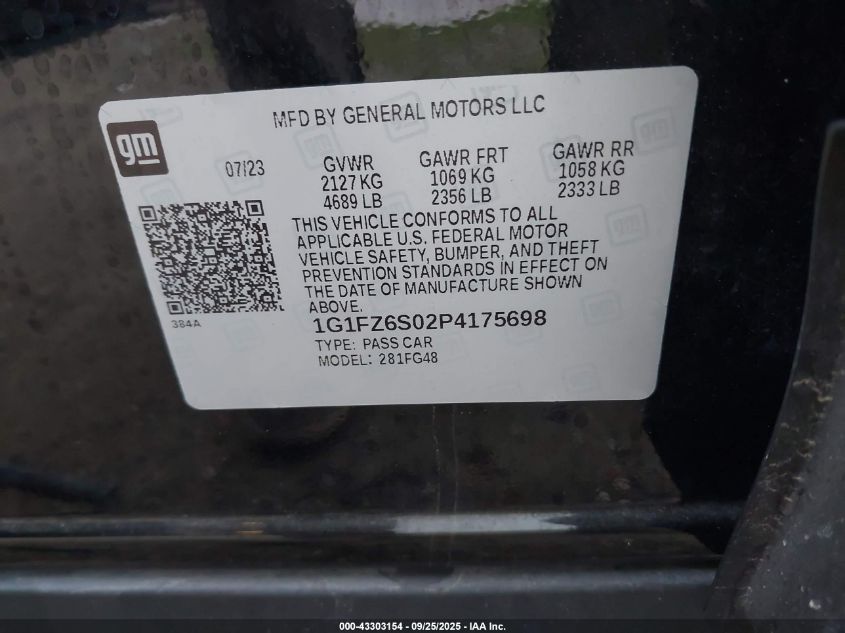 MFD BY GENERAL MOTORS LLC
gm
07/23
GVWR
2127 KG
4689 LB
GAWR FRT
1069 KG
2356 LB
GAWR RR
1058 KG
2333 LB
THIS VEHICLE CONFORMS TO ALL
APPLICABLE U.S. FEDERAL MOTOR
VEHICLE SAFETY, BUMPER, AND THEFT
PREVENTION STANDARDS IN EFFECT ON
THE DATE OF MANUFACTURE SHOWN
ABOVE.
384A
1G1FZ6S02P4175698
TYPE: PASS CAR
MODEL: 281FG48
000-43303154 - 09/25/2025 - IAA Inc.